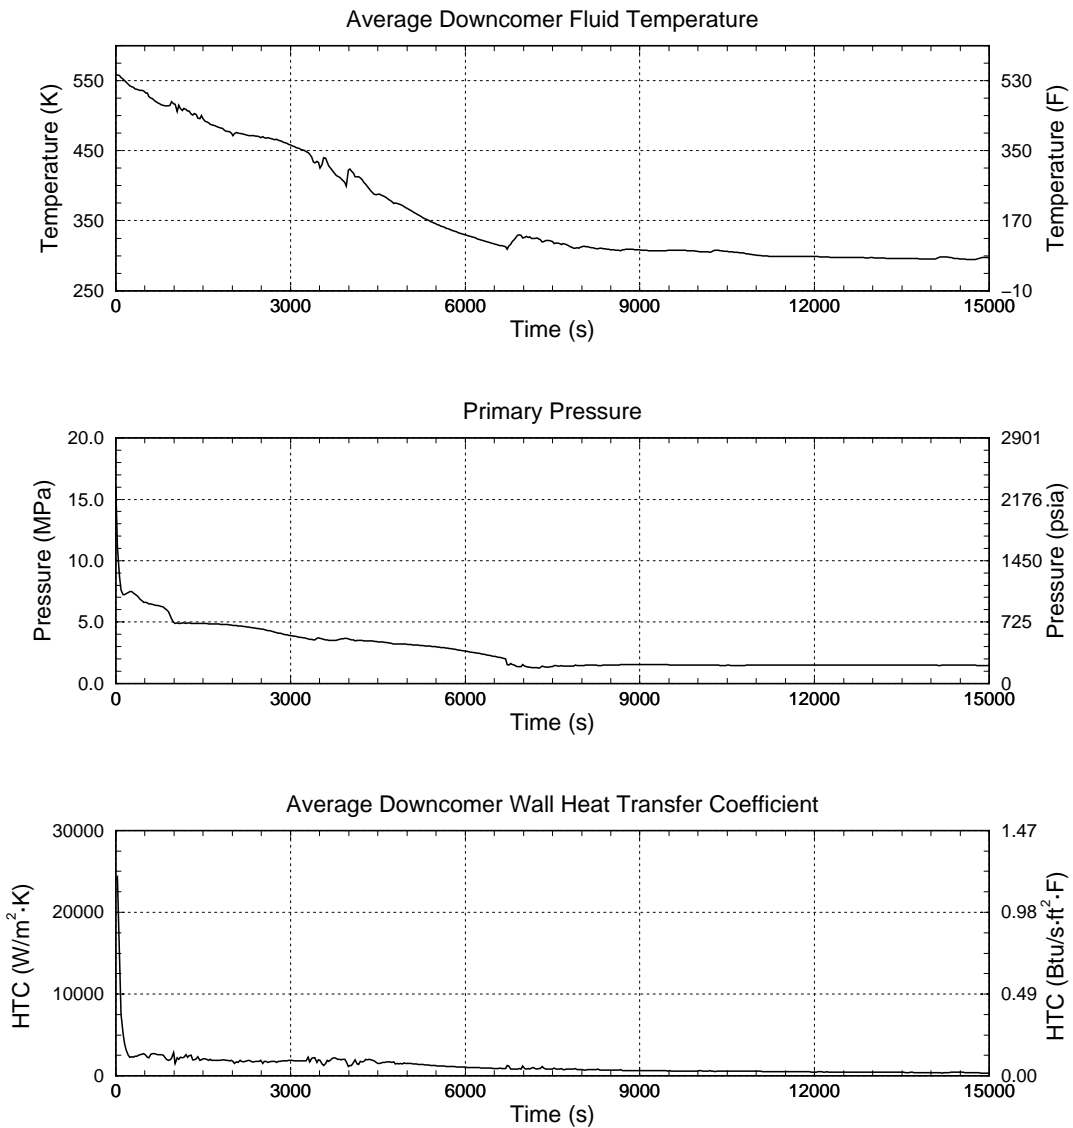 Average Downcomer Fluid Temperature
Temperature (K)
550
450
350
250
530
350
170
−10
Temperature (F)
0 3000 6000 9000 12000 15000
Time (s)
Primary Pressure
Pressure (MPa)
20.0
15.0
10.0
5.0
0.0
2901
2176
1450
725
0
Pressure (psia)
0 3000 6000 9000 12000 15000
Time (s)
Average Downcomer Wall Heat Transfer Coefficient
HTC (W/m²·K)
30000
20000
10000
0
1.47
0.98
0.49
0.00
HTC (Btu/s·ft²·F)
0 3000 6000 9000 12000 15000
Time (s)